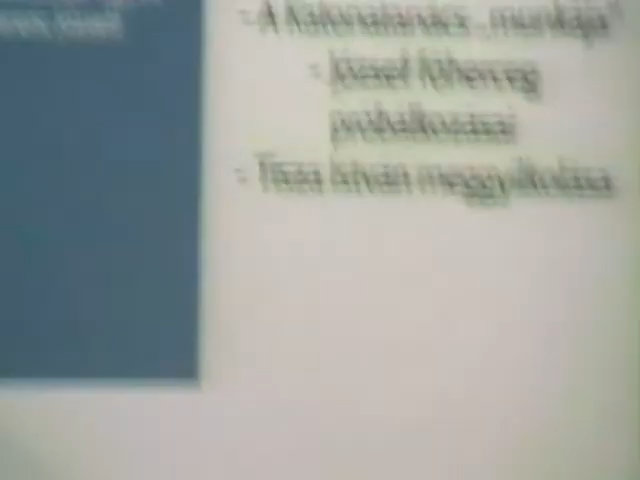 - A Katonatanács „munkája”
- József főherceg
próbálkozásai
- Tisza István meggyilkolása